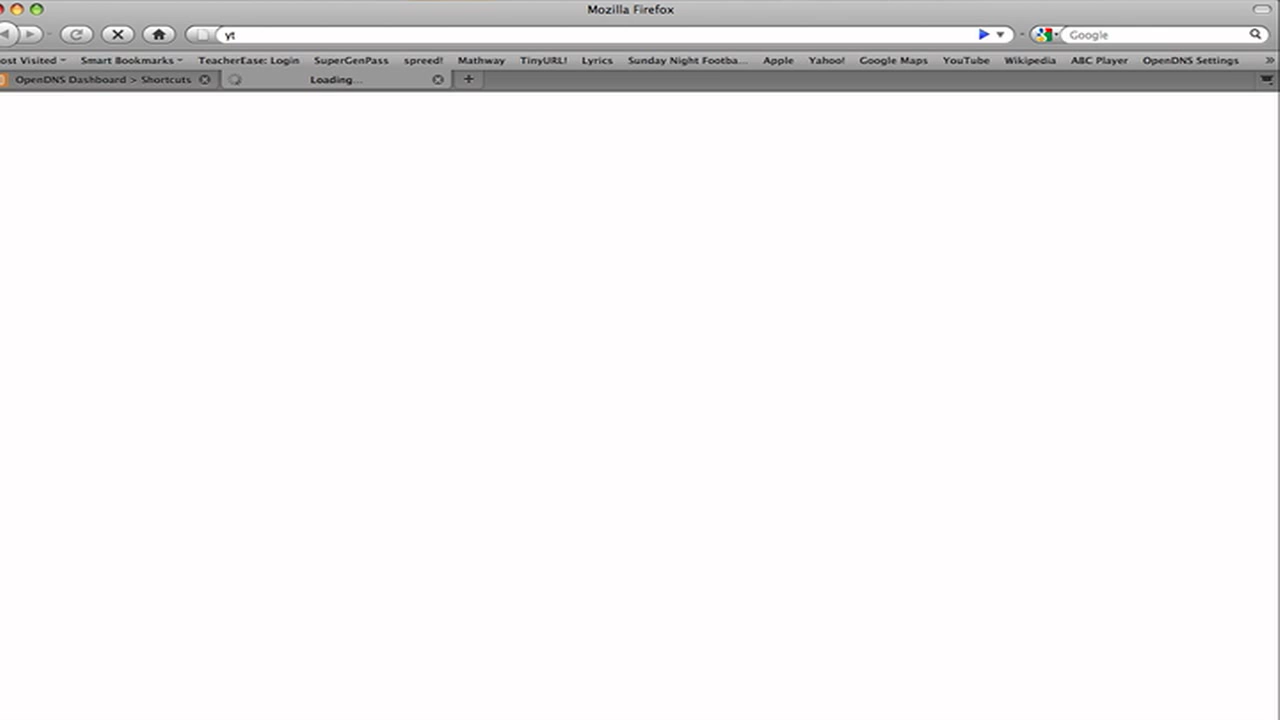 Mozilla Firefox
yt
Google
ost Visited Smart Bookmarks TeacherEase: Login SuperGenPass spreed! Mathway TinyURL! Lyrics Sunday Night Footba... Apple Yahoo! Google Maps YouTube Wikipedia ABC Player OpenDNS Settings »
OpenDNS Dashboard > Shortcuts Loading... +